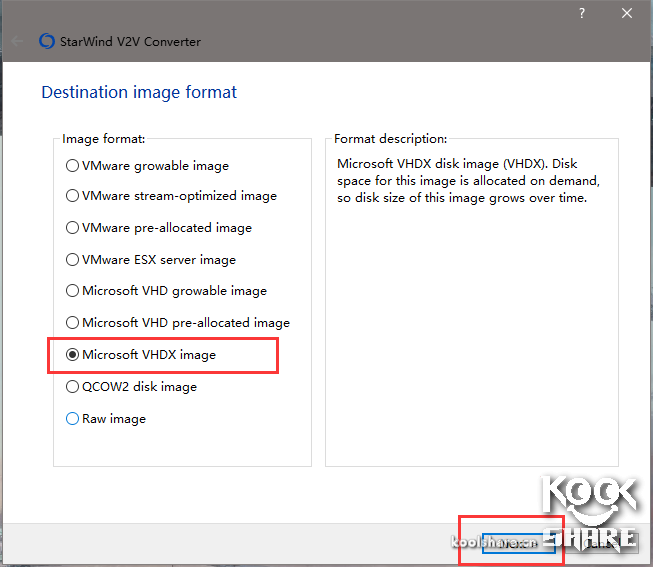 ?
StarWind V2V Converter
Destination image format
Image format:
VMware growable image
VMware stream-optimized image
VMware pre-allocated image
VMware ESX server image
Microsoft VHD growable image
Microsoft VHD pre-allocated image
Microsoft VHDX image
QCOW2 disk image
Raw image
Format description:
Microsoft VHDX disk image (VHDX). Disk
space for this image is allocated on demand,
so disk size of this image grows over time.
KOOL
SHARE
koolshare.cn